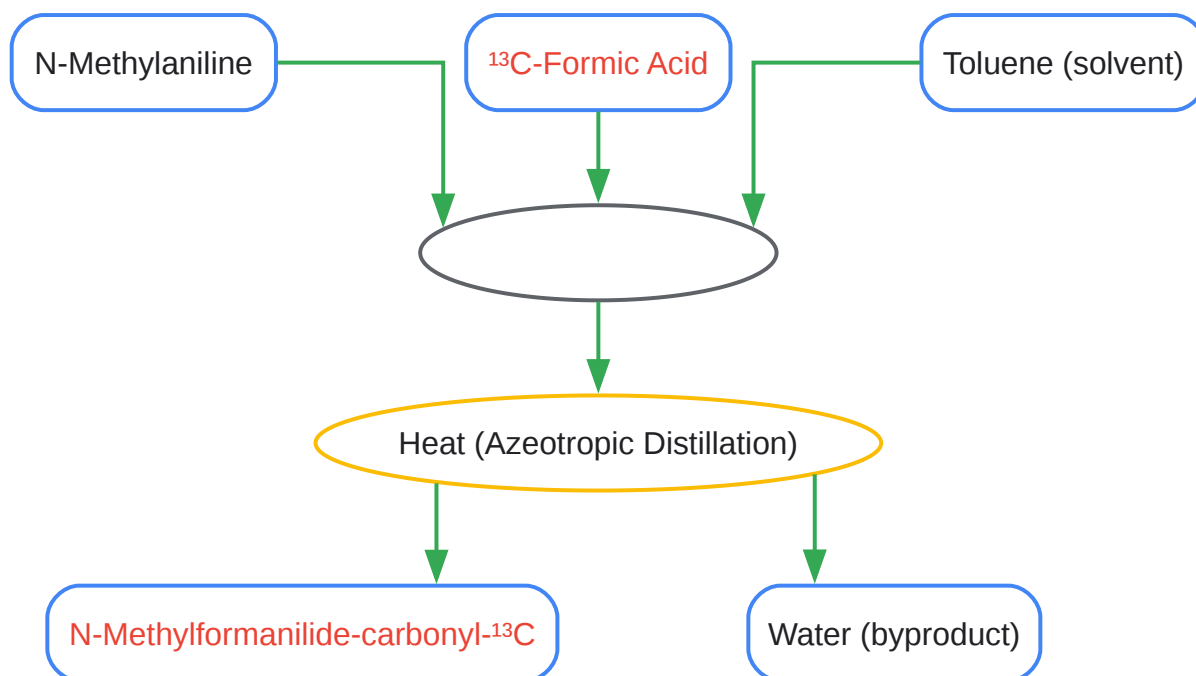 N-Methylaniline
¹³C-Formic Acid
Toluene (solvent)
Heat (Azeotropic Distillation)
N-Methylformanilide-carbonyl-¹³C
Water (byproduct)